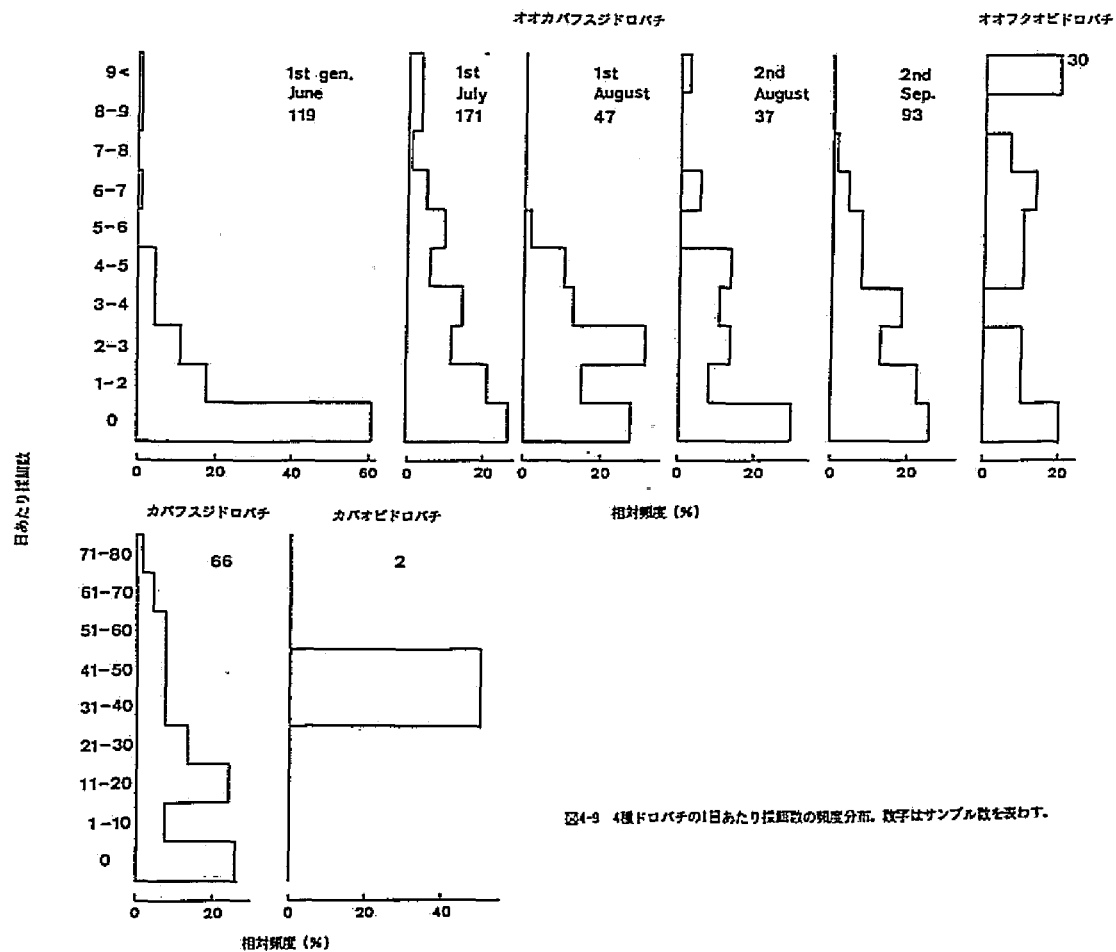 オオカバフスジドロバチ
オオフタオビドロバチ
1st gen.
June
119
1st
July
171
1st
August
47
2nd
August
37
2nd
Sep.
93
30
9<
8-9
7-8
6-7
5-6
4-5
3-4
2-3
1-2
0
0 20 40 60
0 20
0 20
0 20
0 20
0 20
相対頻度 (%)
日あたり採餌数
カバフスジドロバチ
カバオビドロバチ
66
2
71-80
61-70
51-60
41-50
31-40
21-30
11-20
1-10
0
0 20
0 20 40
相対頻度 (%)
図4-9 4種ドロバチの1日あたり採餌数の頻度分布。数字はサンプル数を表わす。